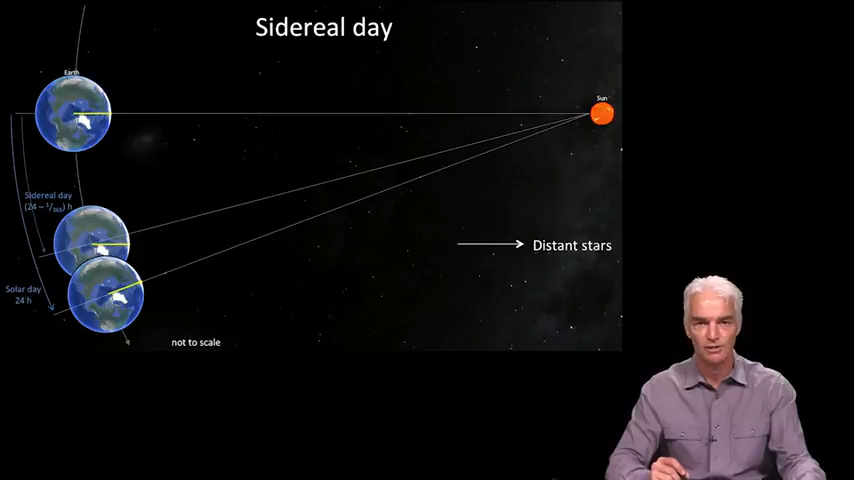 Sidereal day
Earth
Sun
Sidereal day
(24 – 1/365) h
Distant stars
Solar day
24 h
not to scale